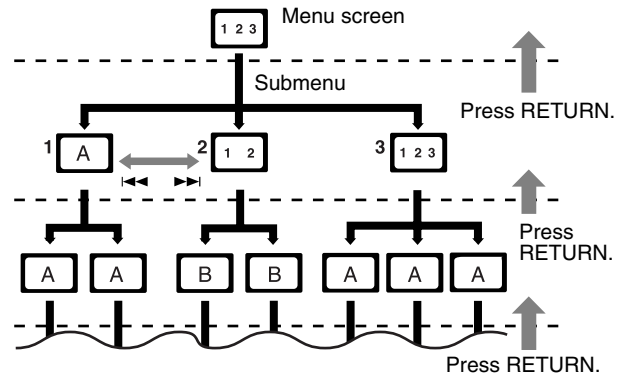 1 2 3 Menu screen
Submenu
Press RETURN.
1 A 2 1 2 3 1 2 3
Press
RETURN.
A A B B A A A
Press RETURN.